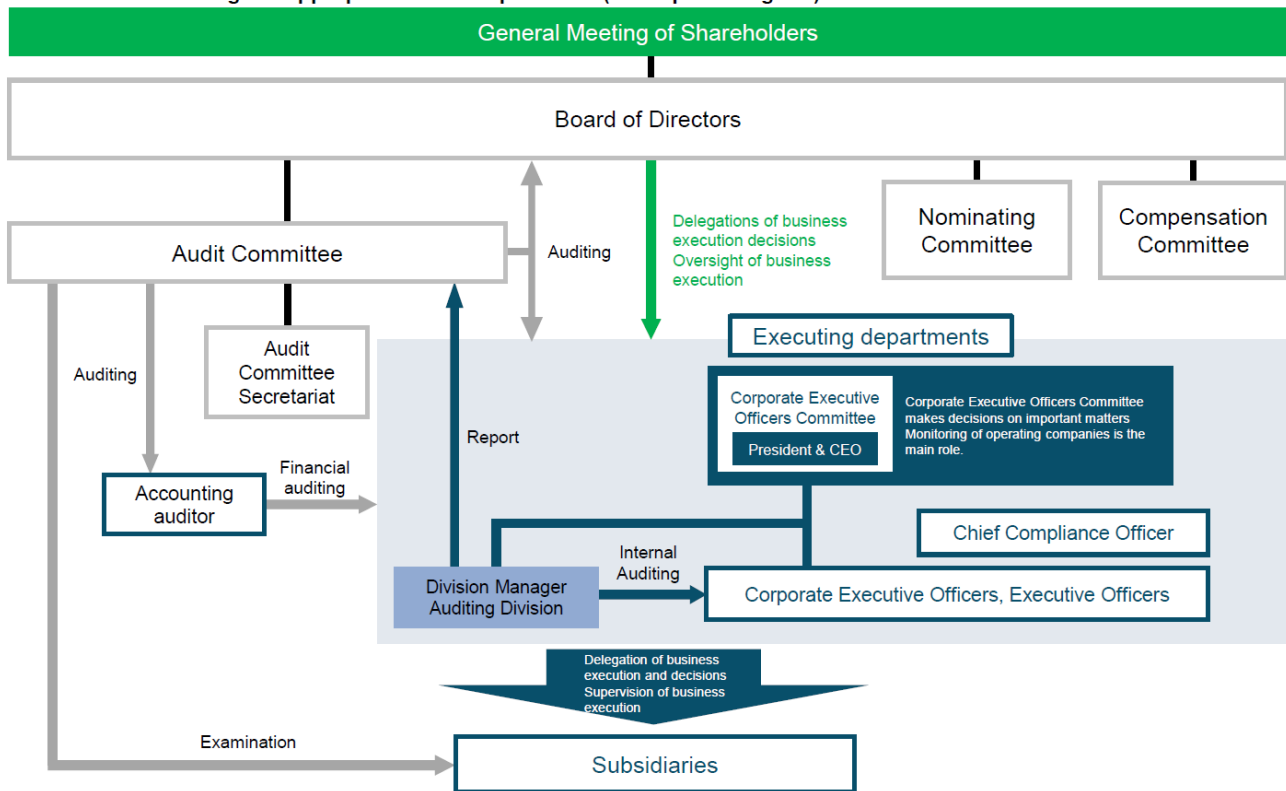 General Meeting of Shareholders
Board of Directors
Audit Committee
Auditing
Delegations of business
execution decisions
Oversight of business
execution
Nominating
Committee
Compensation
Committee
Auditing
Audit
Committee
Secretariat
Executing departments
Corporate Executive
Officers Committee
President & CEO
Corporate Executive Officers Committee
makes decisions on important matters
Monitoring of operating companies is the
main role.
Report
Accounting
auditor
Financial
auditing
Chief Compliance Officer
Division Manager
Auditing Division
Internal
Auditing
Corporate Executive Officers, Executive Officers
Delegation of business
execution and decisions
Supervision of business
execution
Examination
Subsidiaries